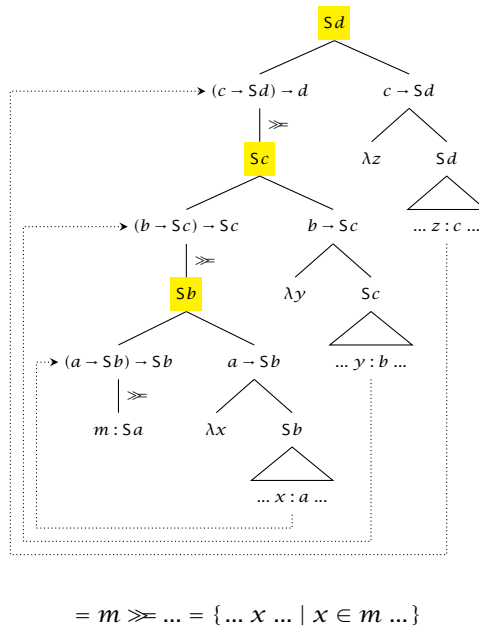 Sd
(c → Sd) → d c → Sd
≫=
Sc λz Sd
(b → Sc) → Sc b → Sc ... z : c ...
≫=
Sb λy Sc
(a → Sb) → Sb a → Sb ... y : b ...
≫=
m : Sa λx Sb
... x : a ...
= m ≫= ... = {... x ... | x ∈ m ...}